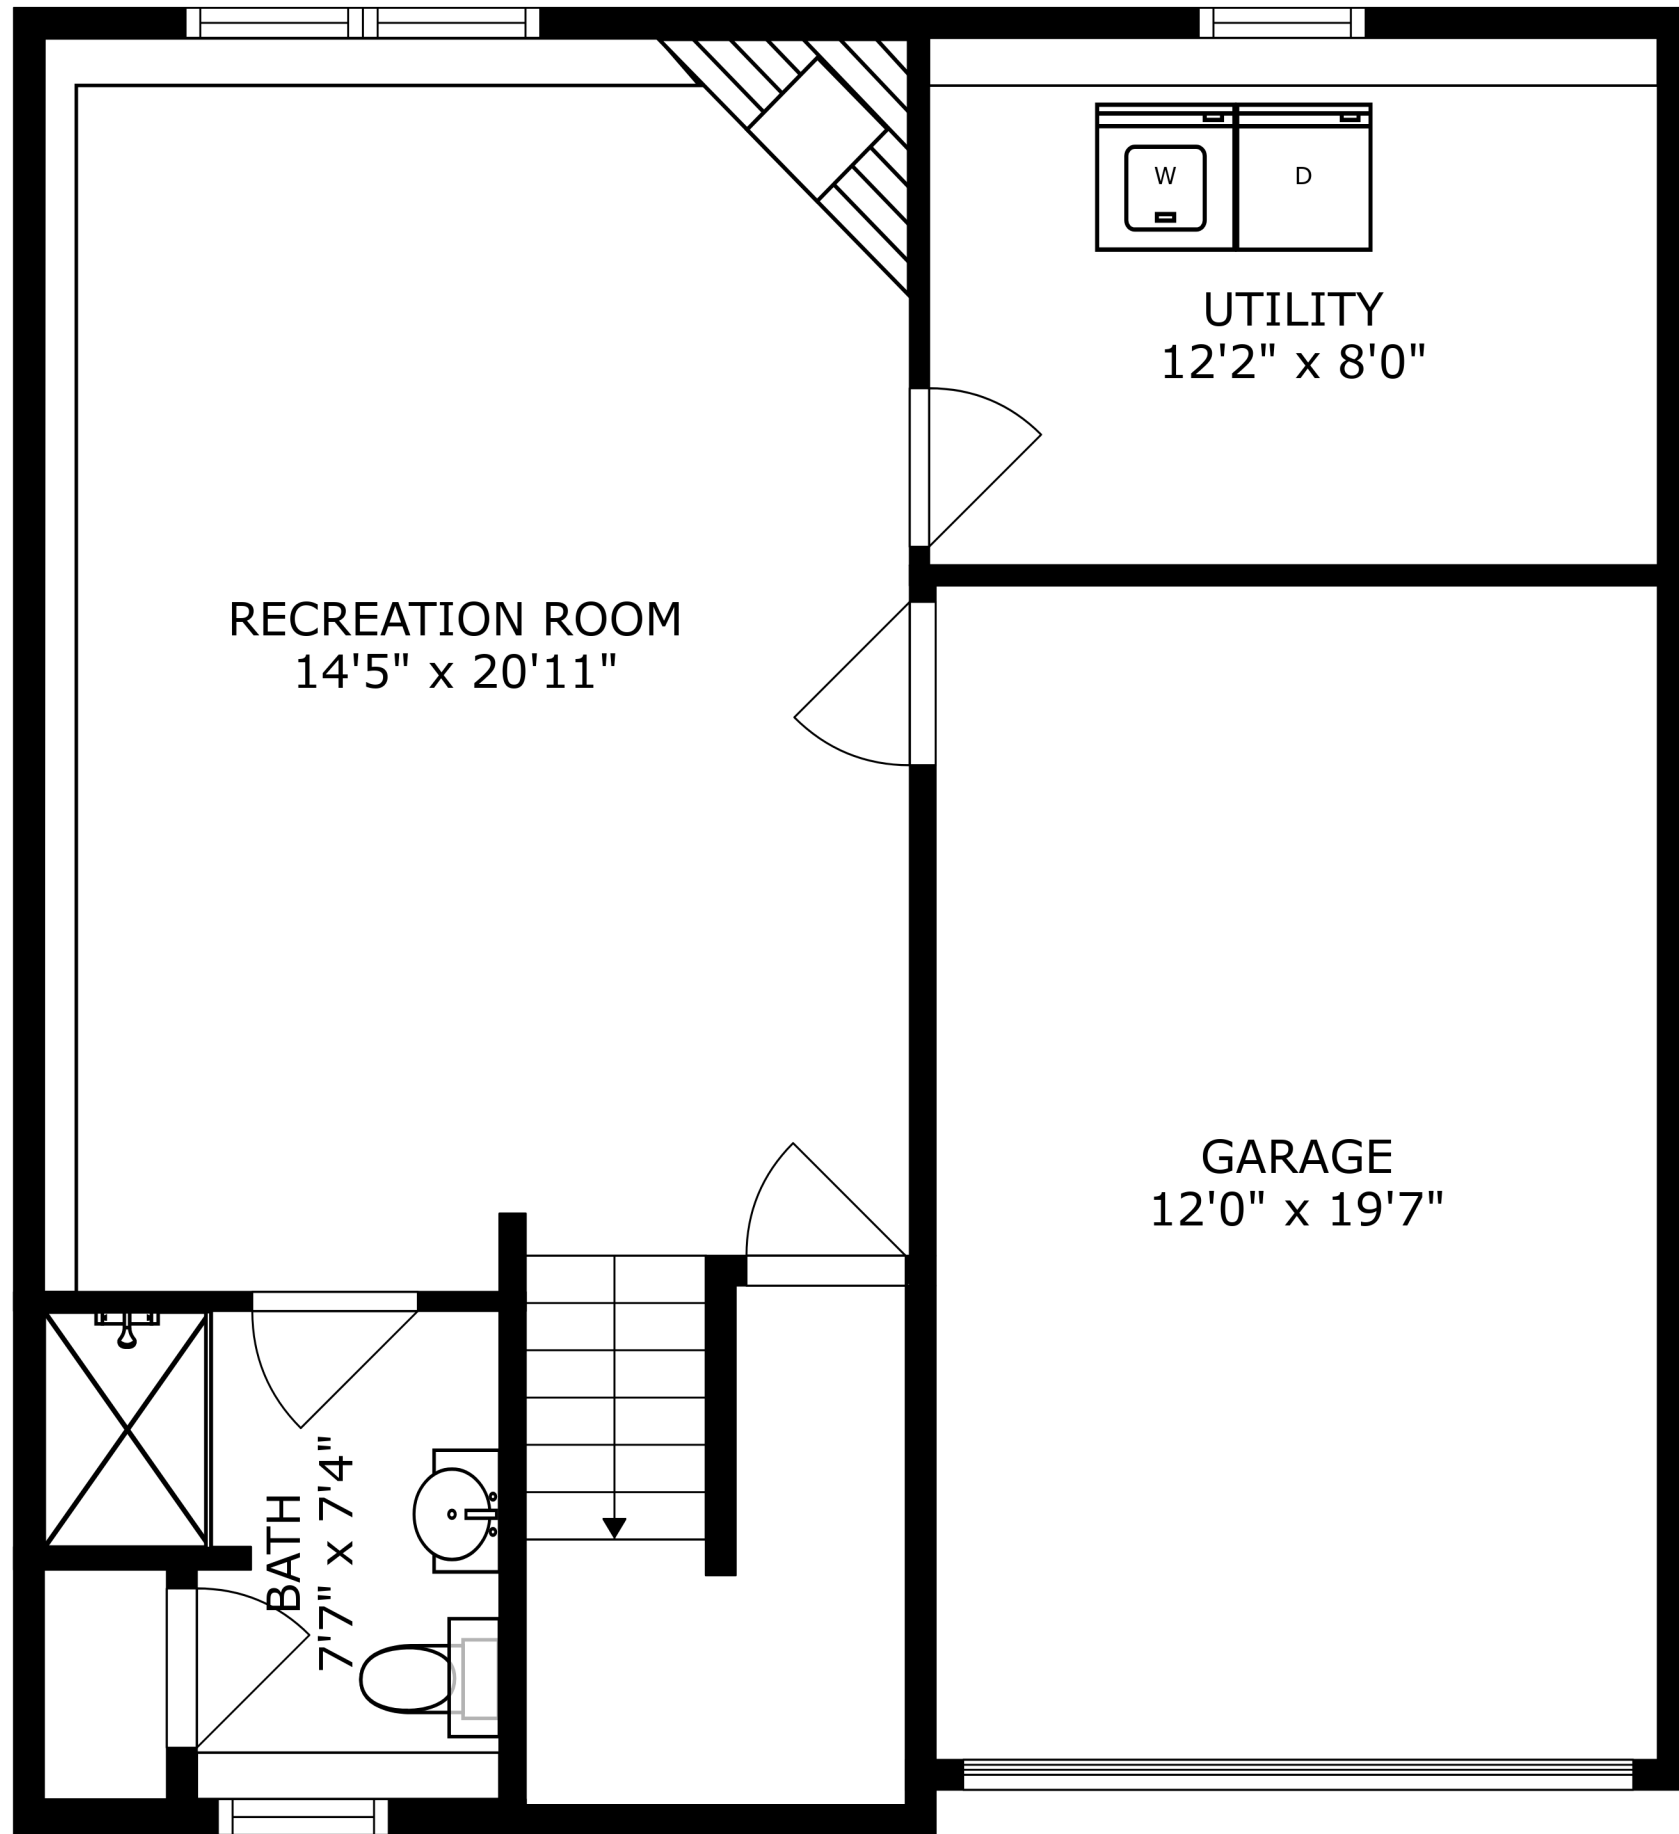 W
D
UTILITY
12'2" x 8'0"
RECREATION ROOM
14'5" x 20'11"
GARAGE
12'0" x 19'7"
BATH
7'7" x 7'4"